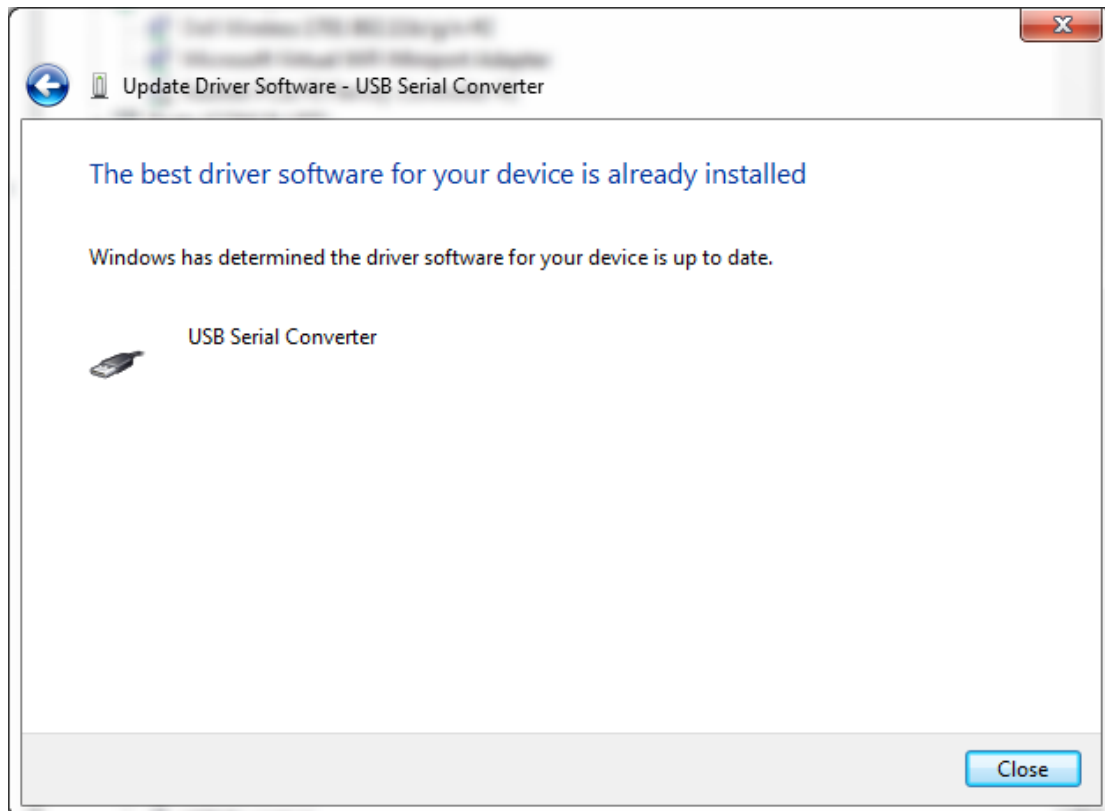 Update Driver Software - USB Serial Converter
The best driver software for your device is already installed
Windows has determined the driver software for your device is up to date.
USB Serial Converter
Close